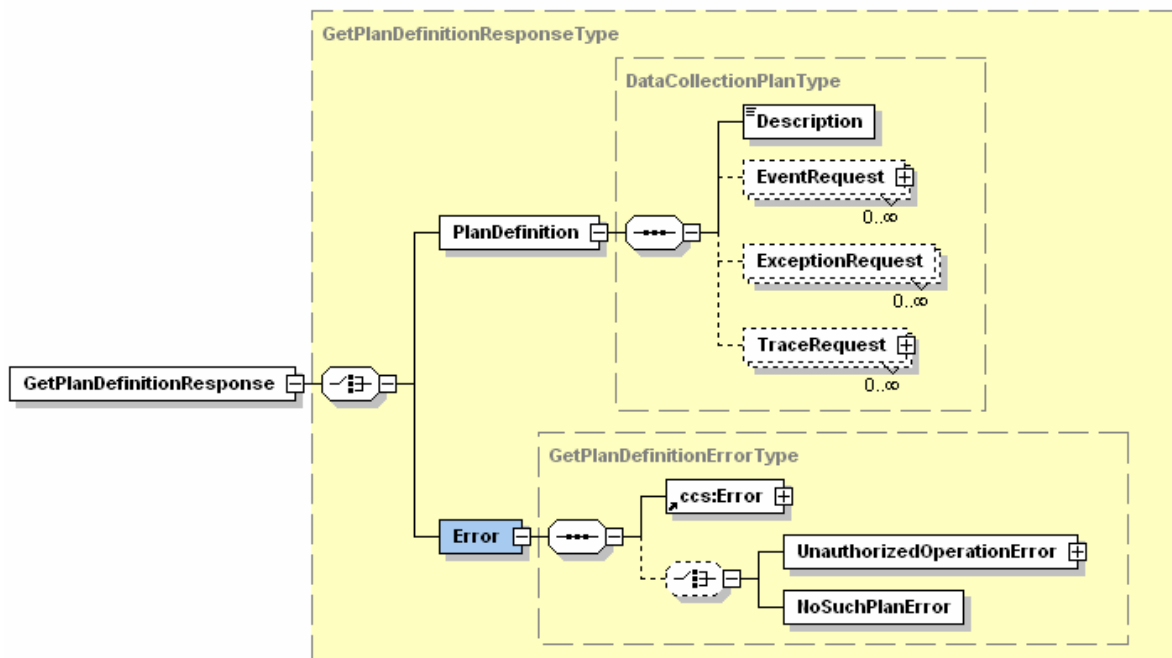 GetPlanDefinitionResponseType
DataCollectionPlanType
Description
EventRequest
0..∞
PlanDefinition
ExceptionRequest
0..∞
TraceRequest
0..∞
GetPlanDefinitionResponse
GetPlanDefinitionErrorType
ccs:Error
Error
UnauthorizedOperationError
NoSuchPlanError